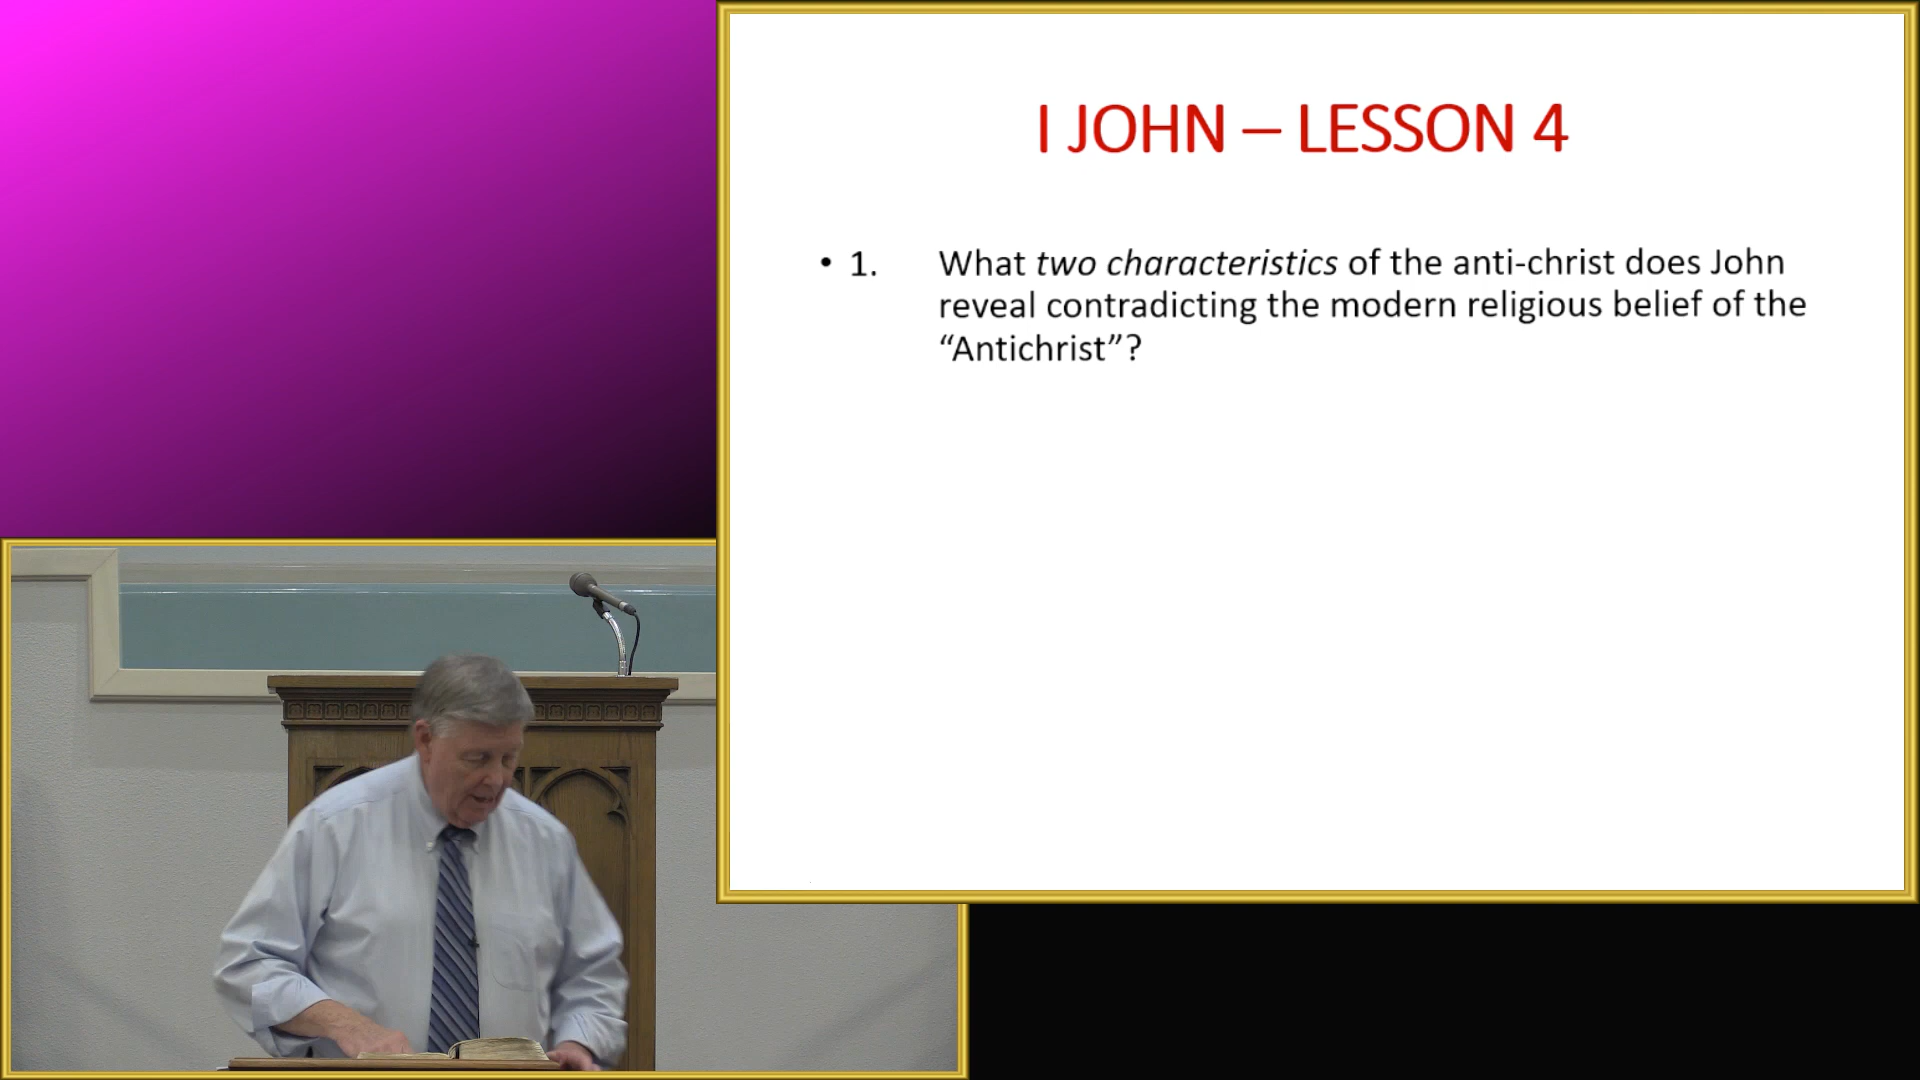 I JOHN – LESSON 4
• 1. What two characteristics of the anti-christ does John
reveal contradicting the modern religious belief of the
“Antichrist”?